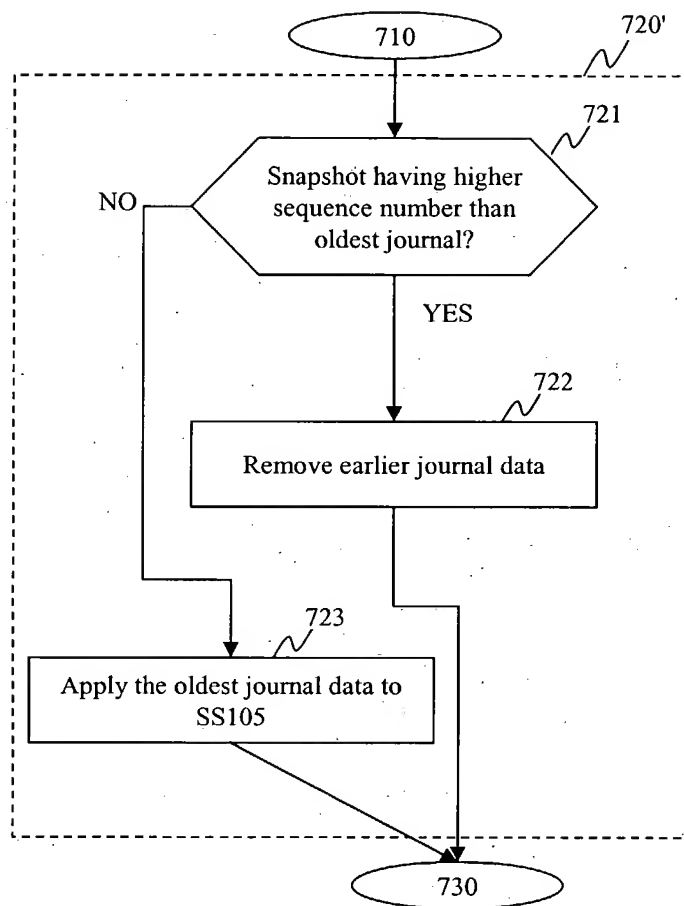 710
720'
721
Snapshot having higher
sequence number than
oldest journal?
NO
YES
722
Remove earlier journal data
723
Apply the oldest journal data to
SS105
730